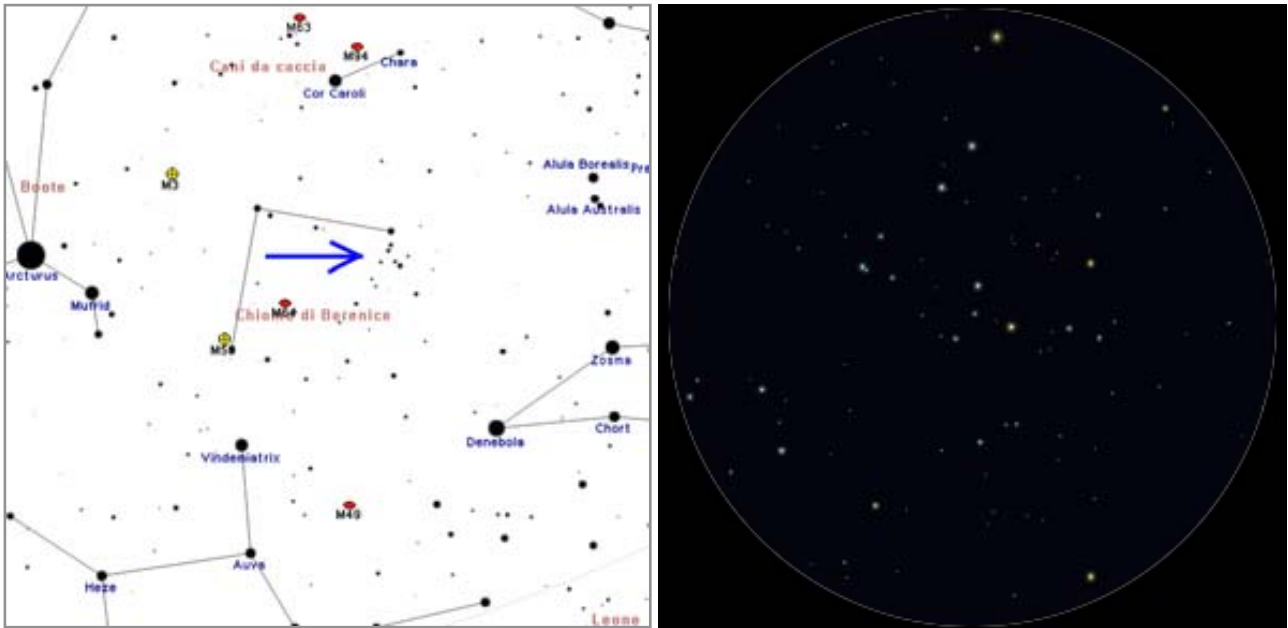 M63
M94
Cani da caccia
Chara
Cor Caroli
Alula Borealis
M3
Boote
Alula Australis
Arcturus
Mufrid
M64
Chioma di Berenice
M53
Zosma
Denebola
Chort
Vindemiatrix
M49
Auva
Heze
Leone